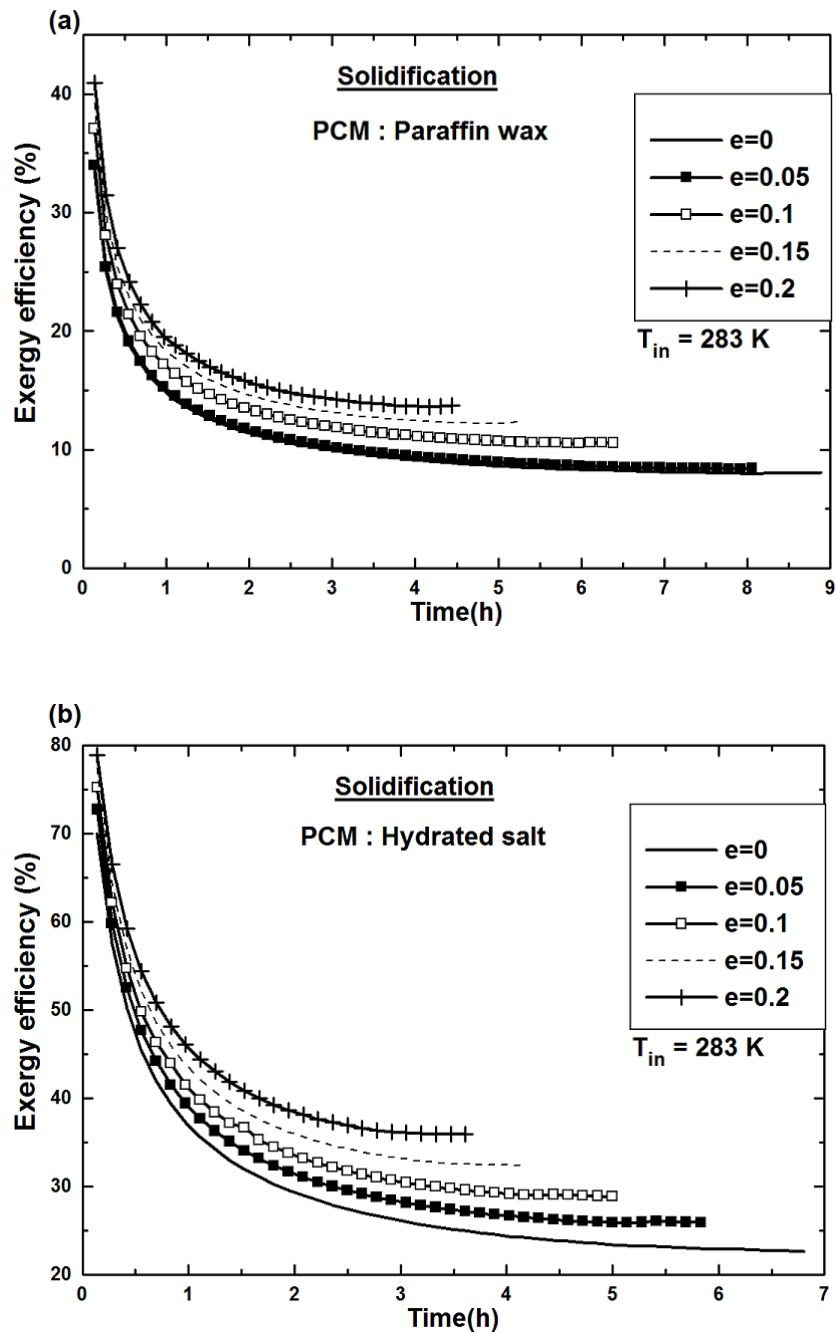 (a)
Solidification
PCM : Paraffin wax
e=0
e=0.05
e=0.1
e=0.15
e=0.2
T_in = 283 K
Exergy efficiency (%)
40
30
20
10
0
0 1 2 3 4 5 6 7 8 9
Time(h)
(b)
Solidification
PCM : Hydrated salt
e=0
e=0.05
e=0.1
e=0.15
e=0.2
T_in = 283 K
Exergy efficiency (%)
80
70
60
50
40
30
20
0 1 2 3 4 5 6 7
Time(h)